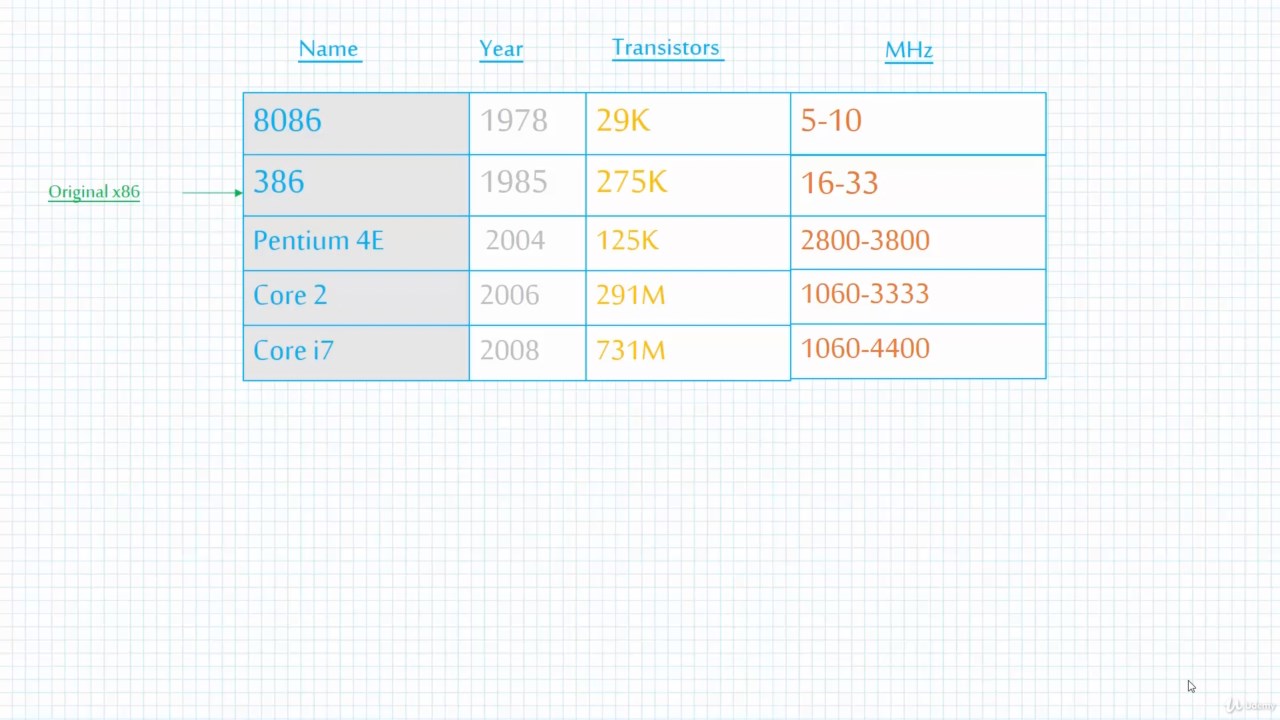 Name Year Transistors MHz
8086 1978 29K 5-10
Original x86 386 1985 275K 16-33
Pentium 4E 2004 125K 2800-3800
Core 2 2006 291M 1060-3333
Core i7 2008 731M 1060-4400
Udemy